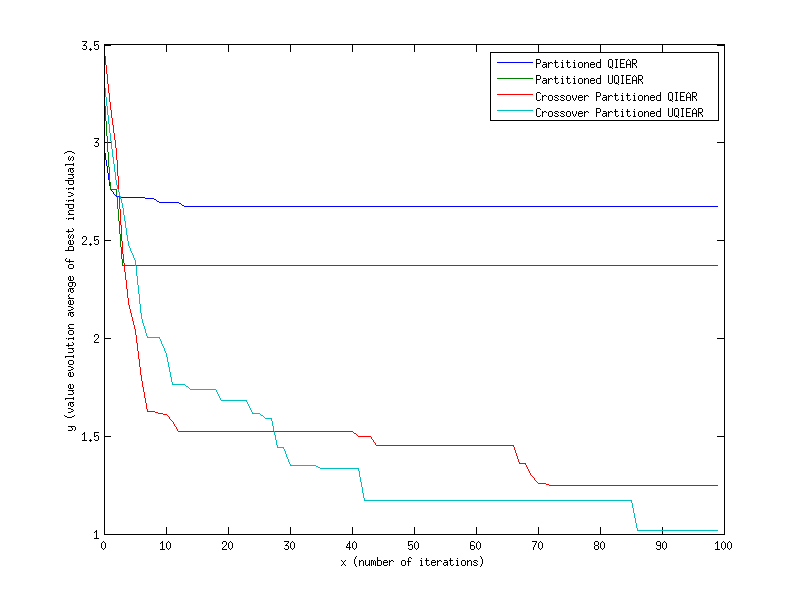 3.5
3
2.5
2
1.5
1
0
10
20
30
40
50
60
70
80
90
100
x (number of iterations)
y (value evolution average of best individuals)
Partitioned QIEAR
Partitioned UQIEAR
Crossover Partitioned QIEAR
Crossover Partitioned UQIEAR